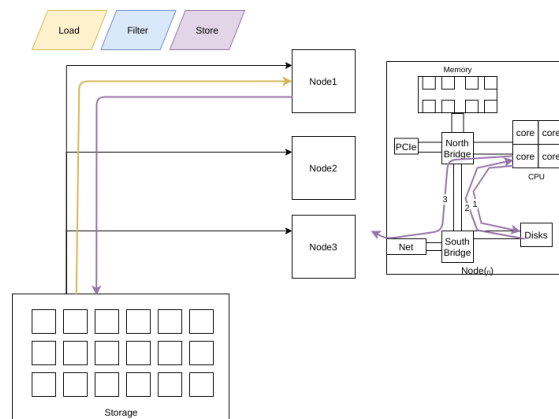 Load
Filter
Store
Node1
Node2
Node3
Storage
Memory
PCIe
North
Bridge
core core
core core
CPU
3
2
1
Net
South
Bridge
Disks
Node(n)